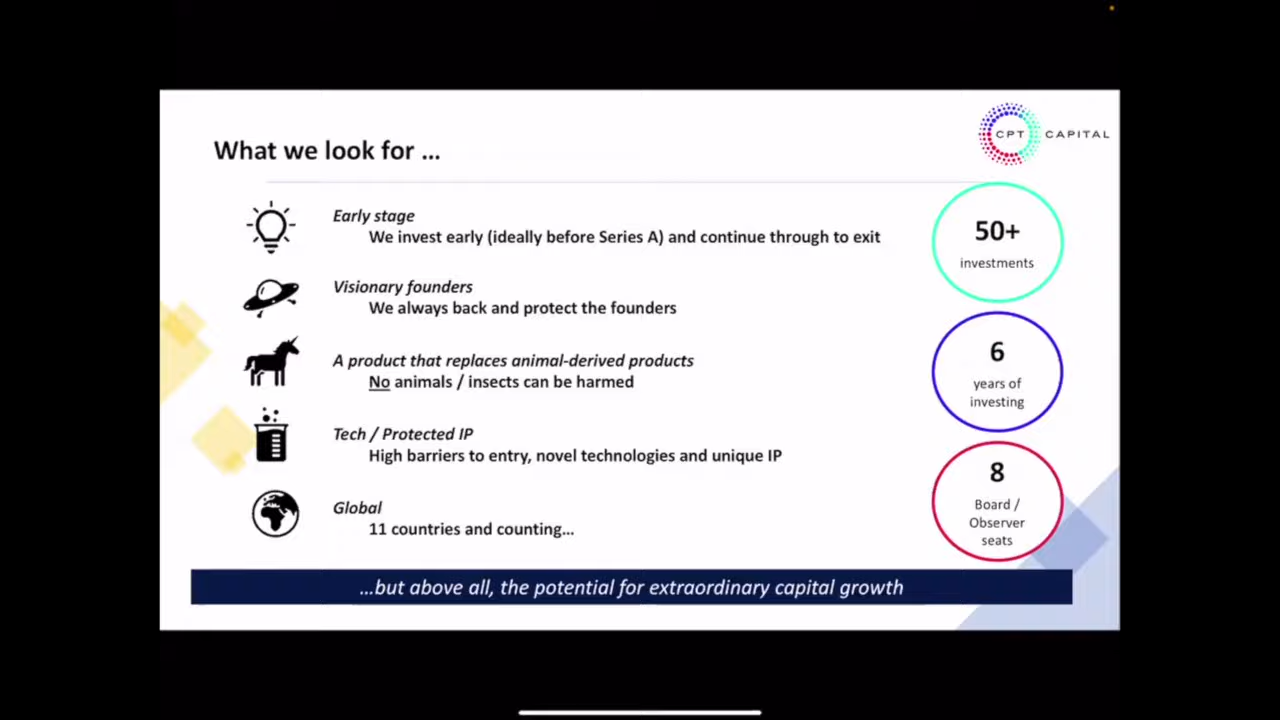 What we look for ...
CPT CAPITAL
Early stage
We invest early (ideally before Series A) and continue through to exit
Visionary founders
We always back and protect the founders
A product that replaces animal-derived products
No animals / insects can be harmed
Tech / Protected IP
High barriers to entry, novel technologies and unique IP
Global
11 countries and counting...
50+
investments
6
years of
investing
8
Board /
Observer
seats
...but above all, the potential for extraordinary capital growth